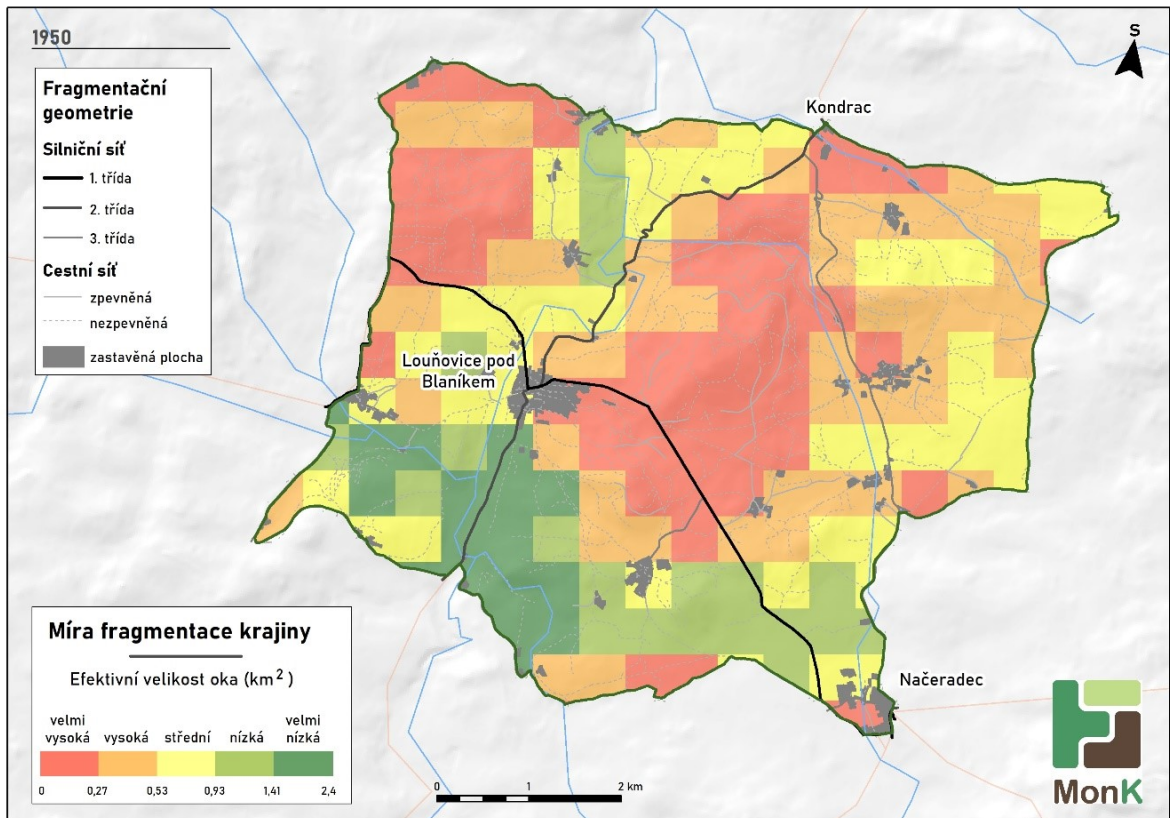 1950
S
Fragmentační
geometrie
Silniční síť
1. třída
2. třída
3. třída
Cestní síť
zpevněná
nezpevněná
zastavěná plocha
Kondrac
Louňovice pod
Blaníkem
Načeradec
Míra fragmentace krajiny
Efektivní velikost oka (km²)
velmi vysoká
vysoká
střední
nízká
velmi nízká
0 0,27 0,53 0,93 1,41 2,4
0 1 2 km
MonK